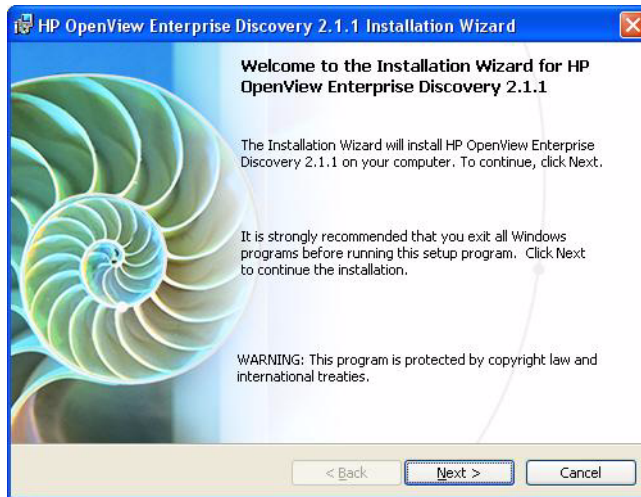 HP OpenView Enterprise Discovery 2.1.1 Installation Wizard
Welcome to the Installation Wizard for HP
OpenView Enterprise Discovery 2.1.1
The Installation Wizard will install HP OpenView Enterprise
Discovery 2.1.1 on your computer. To continue, click Next.
It is strongly recommended that you exit all Windows
programs before running this setup program. Click Next
to continue the installation.
WARNING: This program is protected by copyright law and
international treaties.
< Back
Next >
Cancel